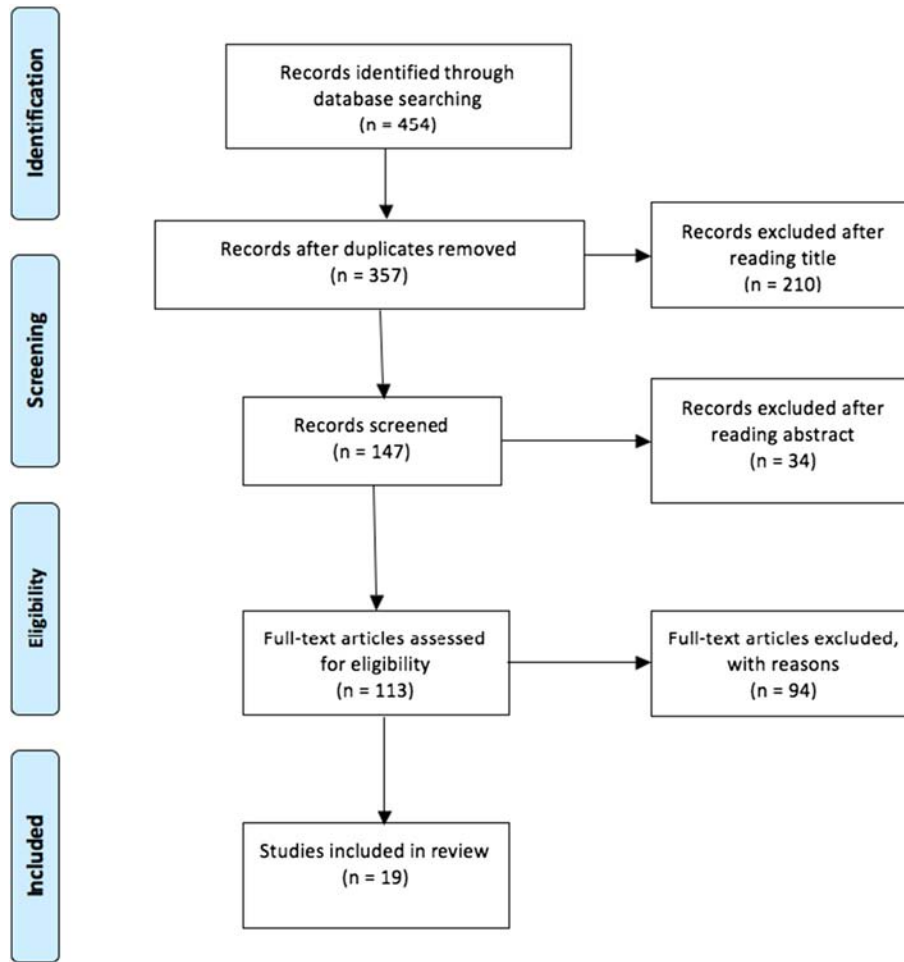 Identification
Records identified through
database searching
(n = 454)
Records after duplicates removed
(n = 357)
Records excluded after
reading title
(n = 210)
Screening
Records screened
(n = 147)
Records excluded after
reading abstract
(n = 34)
Eligibility
Full-text articles assessed
for eligibility
(n = 113)
Full-text articles excluded,
with reasons
(n = 94)
Included
Studies included in review
(n = 19)